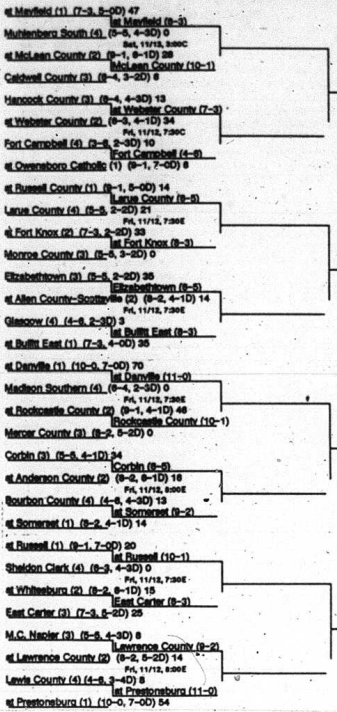 at Mayfield (1) (7-3, 5-0D) 47
at Mayfield (8-3)
Muhlenberg South (4) (5-5, 4-3D) 0
Sat, 11/13, 3:00C
at McLean County (2) (9-1, 6-1D) 28
McLean County (10-1)
Caldwell County (3) (6-4, 3-2D) 6
Hancock County (3) (6-4, 4-3D) 13
at Webster County (7-3)
at Webster County (2) (6-3, 4-1D) 34
Fri, 11/12, 7:30C
Fort Campbell (4) (3-6, 2-3D) 10
Fort Campbell (4-6)
at Owensboro Catholic (1) (9-1, 7-0D) 6
at Russell County (1) (9-1, 5-0D) 14
Larue County (6-5)
Larue County (4) (5-5, 2-2D) 21
Fri, 11/12, 7:30E
at Fort Knox (2) (7-3, 2-2D) 33
at Fort Knox (8-3)
Monroe County (3) (5-5, 3-2D) 0
Elizabethtown (3) (5-5, 2-2D) 35
Elizabethtown (6-5)
at Allen County-Scottsville (2) (8-2, 4-1D) 14
Fri, 11/12, 7:30E
Glasgow (4) (4-6, 2-3D) 3
at Bullitt East (8-3)
at Bullitt East (1) (7-3, 4-0D) 35
at Danville (1) (10-0, 7-0D) 70
at Danville (11-0)
Madison Southern (4) (6-4, 2-3D) 0
Fri, 11/12, 7:30E
at Rockcastle County (2) (9-1, 4-1D) 46
Rockcastle County (10-1)
Mercer County (3) (8-2, 5-2D) 0
Corbin (3) (5-5, 4-1D) 34
Corbin (6-5)
at Anderson County (2) (8-2, 6-1D) 16
Fri, 11/12, 8:00E
Bourbon County (4) (4-6, 4-3D) 13
at Somerset (9-2)
at Somerset (1) (8-2, 4-1D) 14
at Russell (1) (9-1, 7-0D) 20
at Russell (10-1)
Sheldon Clark (4) (6-3, 4-3D) 0
Fri, 11/12, 7:30E
at Whitesburg (2) (8-2, 6-1D) 15
East Carter (8-3)
East Carter (3) (7-3, 5-2D) 25
M.C. Napier (3) (5-5, 4-3D) 8
Lawrence County (9-2)
at Lawrence County (2) (8-2, 5-2D) 14
Fri, 11/12, 8:00E
Lewis County (4) (4-6, 3-4D) 8
at Prestonsburg (11-0)
at Prestonsburg (1) (10-0, 7-0D) 54